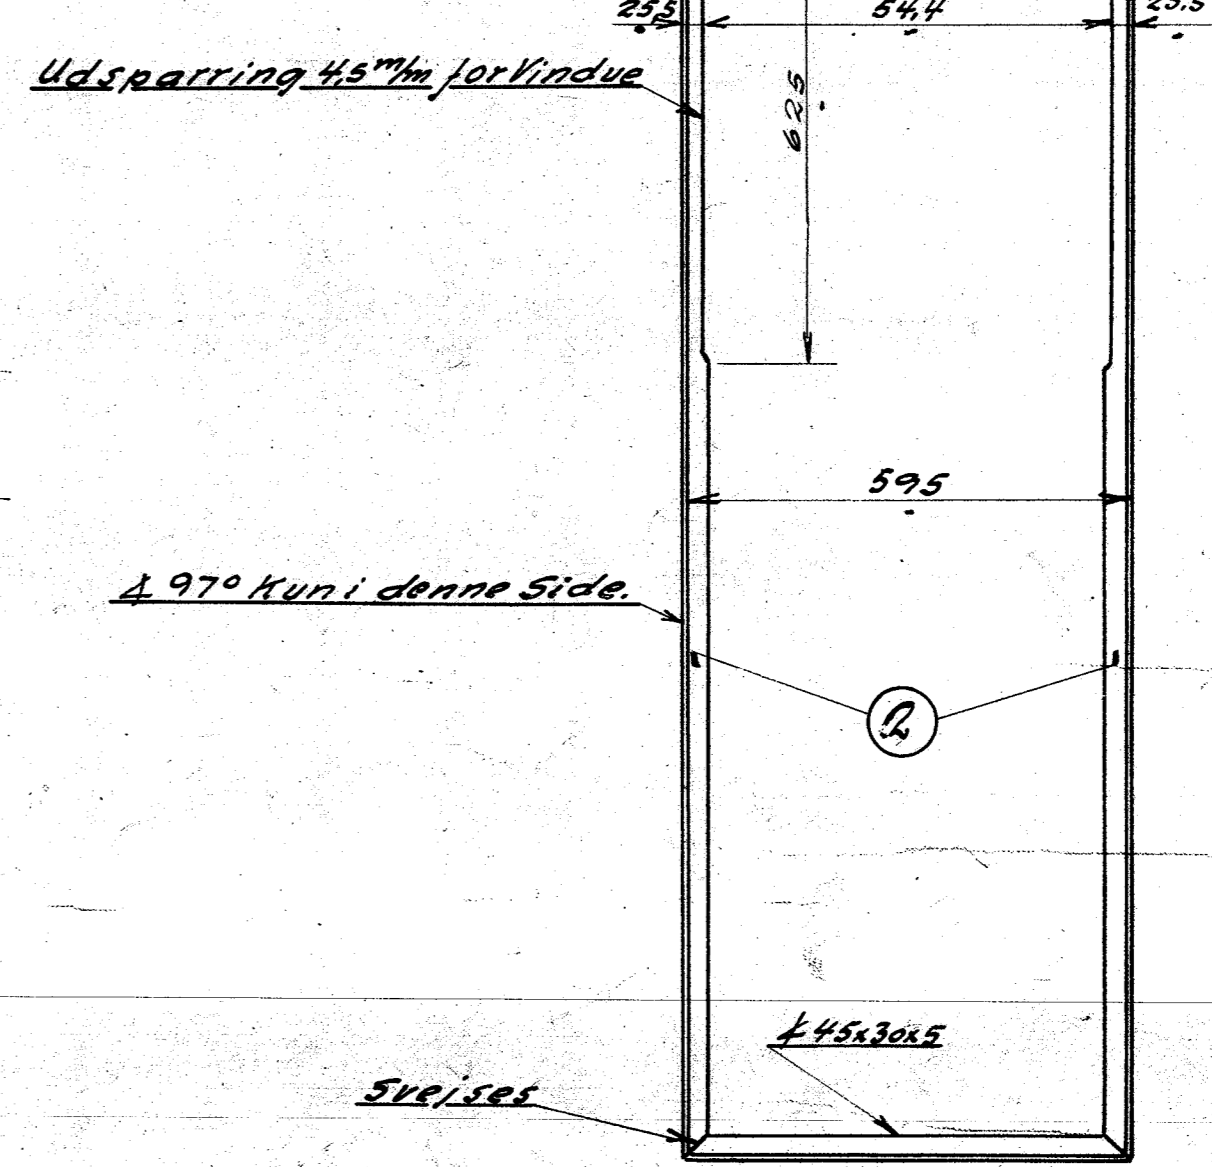 25,5 54,4 25.5
Udsparring 4,5 m/m for Vindue
625
595
∡ 97° Kun i denne Side.
2
∡ 45x30x5
Svejses